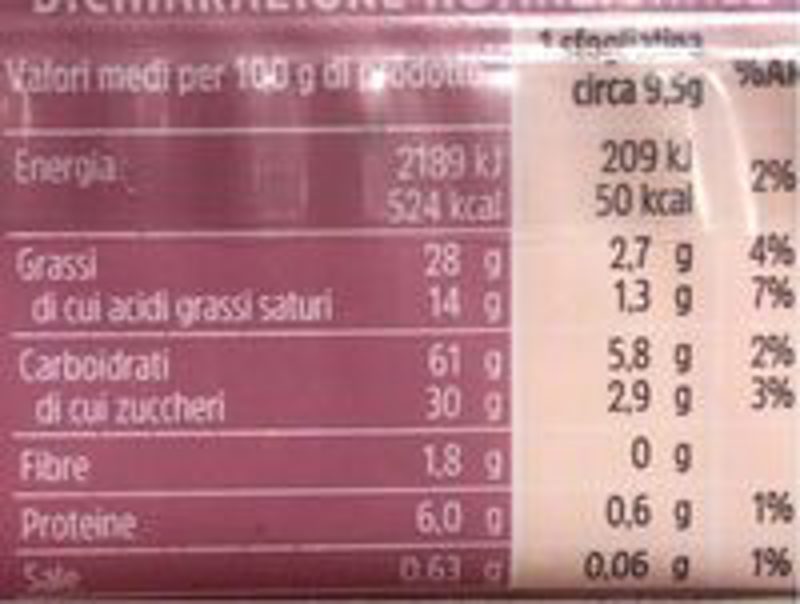 DICHIARAZIONE NUTRIZIONALE
1 sfogliatina
Valori medi per 100 g di prodotto circa 9,5g
Energia 2189 kJ 209 kJ 2%
524 kcal 50 kcal
Grassi 28 g 2,7 g 4%
di cui acidi grassi saturi 14 g 1,3 g 7%
Carboidrati 61 g 5,8 g 2%
di cui zuccheri 30 g 2,9 g 3%
Fibre 1,8 g 0 g
Proteine 6,0 g 0,6 g 1%
Sale 0,63 g 0,06 g 1%